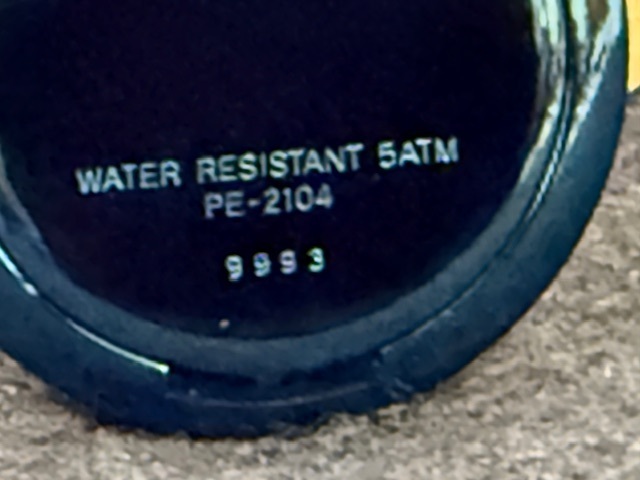 WATER RESISTANT 5ATM
PE-2104
9993